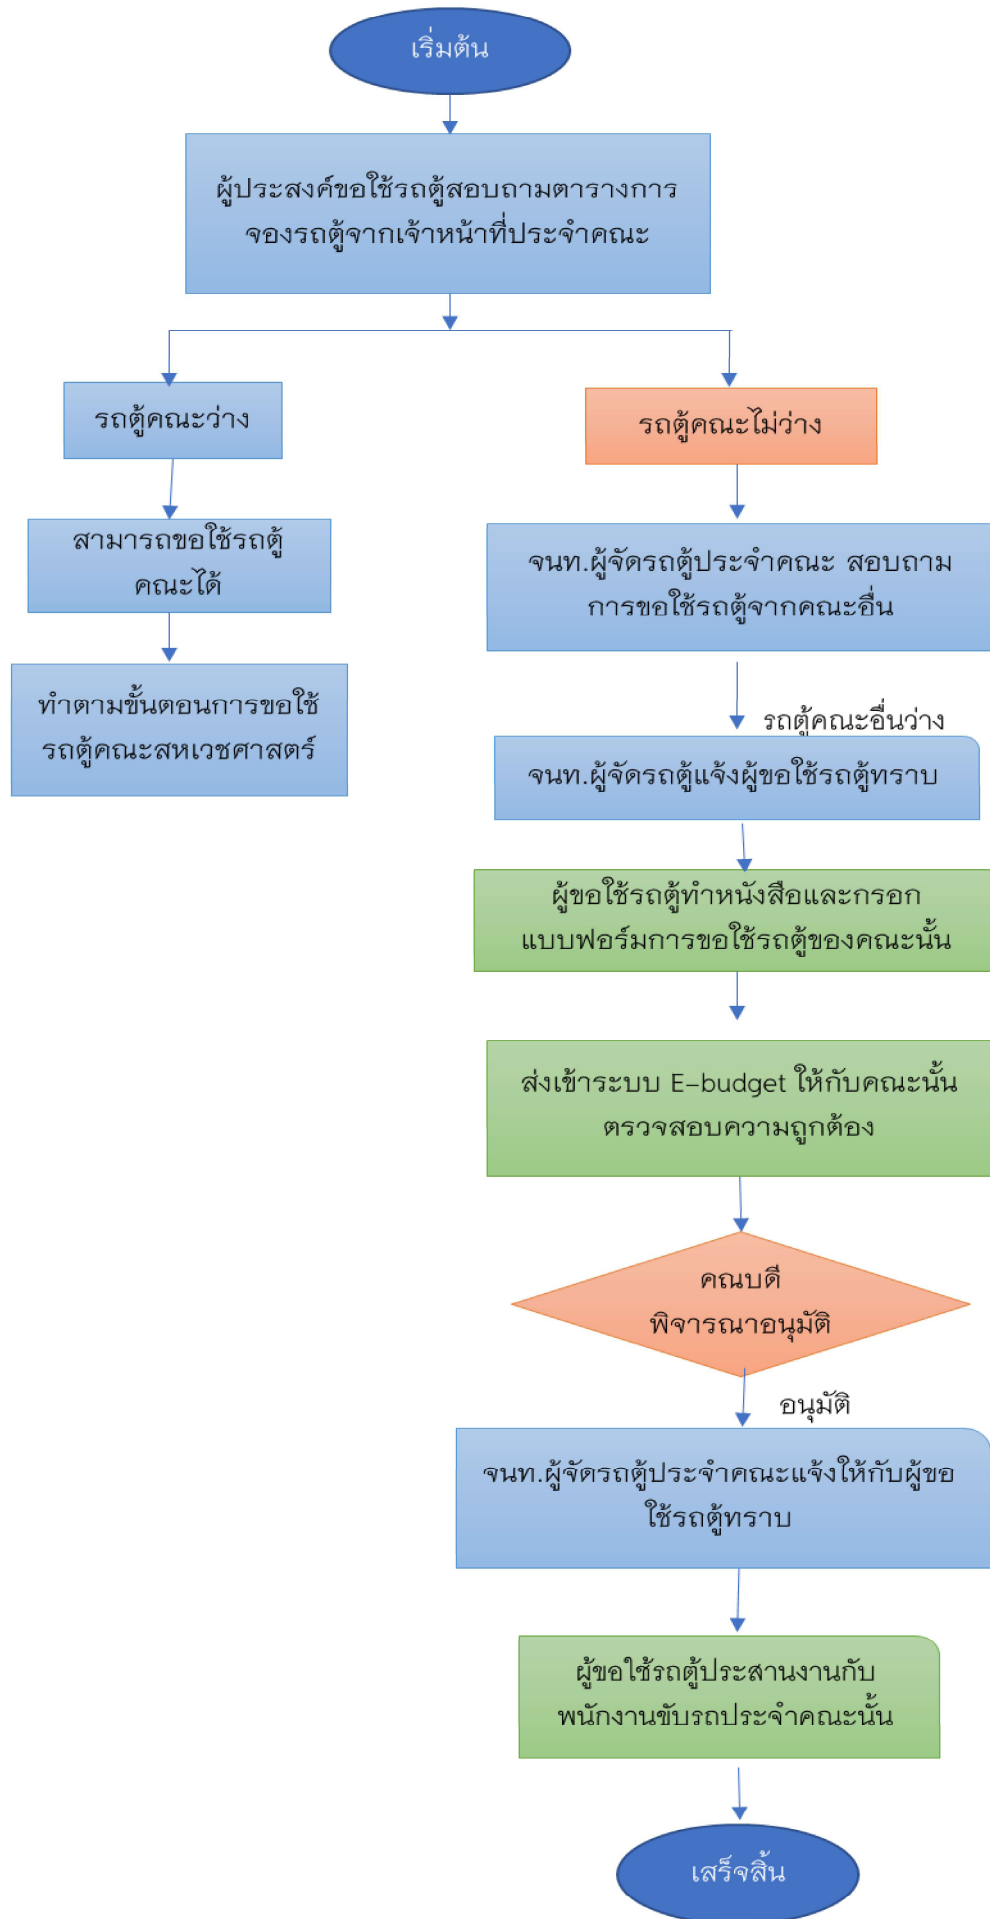 เริ่มต้น
ผู้ประสงค์ขอใช้รถตู้สอบถามตารางการ
จองรถตู้จากเจ้าหน้าที่ประจำคณะ
รถตู้คณะว่าง
สามารถขอใช้รถตู้
คณะได้
ทำตามขั้นตอนการขอใช้
รถตู้คณะสหเวชศาสตร์
รถตู้คณะไม่ว่าง
จนท.ผู้จัดรถตู้ประจำคณะ สอบถาม
การขอใช้รถตู้จากคณะอื่น
รถตู้คณะอื่นว่าง
จนท.ผู้จัดรถตู้แจ้งผู้ขอใช้รถตู้ทราบ
ผู้ขอใช้รถตู้ทำหนังสือและกรอก
แบบฟอร์มการขอใช้รถตู้ของคณะนั้น
ส่งเข้าระบบ E-budget ให้กับคณะนั้น
ตรวจสอบความถูกต้อง
คณบดี
พิจารณาอนุมัติ
อนุมัติ
จนท.ผู้จัดรถตู้ประจำคณะแจ้งให้กับผู้ขอ
ใช้รถตู้ทราบ
ผู้ขอใช้รถตู้ประสานงานกับ
พนักงานขับรถประจำคณะนั้น
เสร็จสิ้น